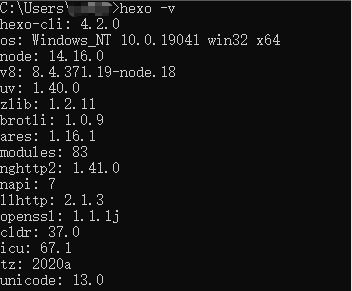 C:\Users\ >hexo -v
hexo-cli: 4.2.0
os: Windows_NT 10.0.19041 win32 x64
node: 14.16.0
v8: 8.4.371.19-node.18
uv: 1.40.0
zlib: 1.2.11
brotli: 1.0.9
ares: 1.16.1
modules: 83
nghttp2: 1.41.0
napi: 7
llhttp: 2.1.3
openssl: 1.1.1j
cldr: 37.0
icu: 67.1
tz: 2020a
unicode: 13.0